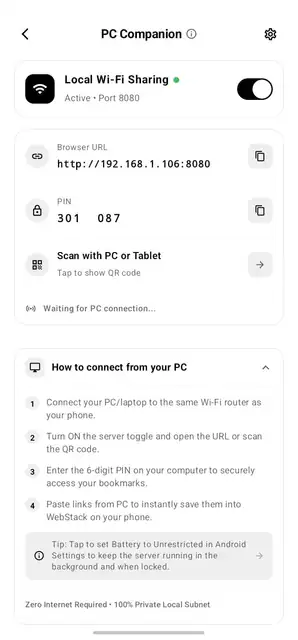 PC Companion
Local Wi-Fi Sharing
Active • Port 8080
Browser URL
http://192.168.1.106:8080
PIN
301 087
Scan with PC or Tablet
Tap to show QR code
Waiting for PC connection...
How to connect from your PC
1 Connect your PC/laptop to the same Wi-Fi router as
your phone.
2 Turn ON the server toggle and open the URL or scan
the QR code.
3 Enter the 6-digit PIN on your computer to securely
access your bookmarks.
4 Paste links from PC to instantly save them into
WebStack on your phone.
Tip: Tap to set Battery to Unrestricted in Android
Settings to keep the server running in the
background and when locked.
Zero Internet Required • 100% Private Local Subnet